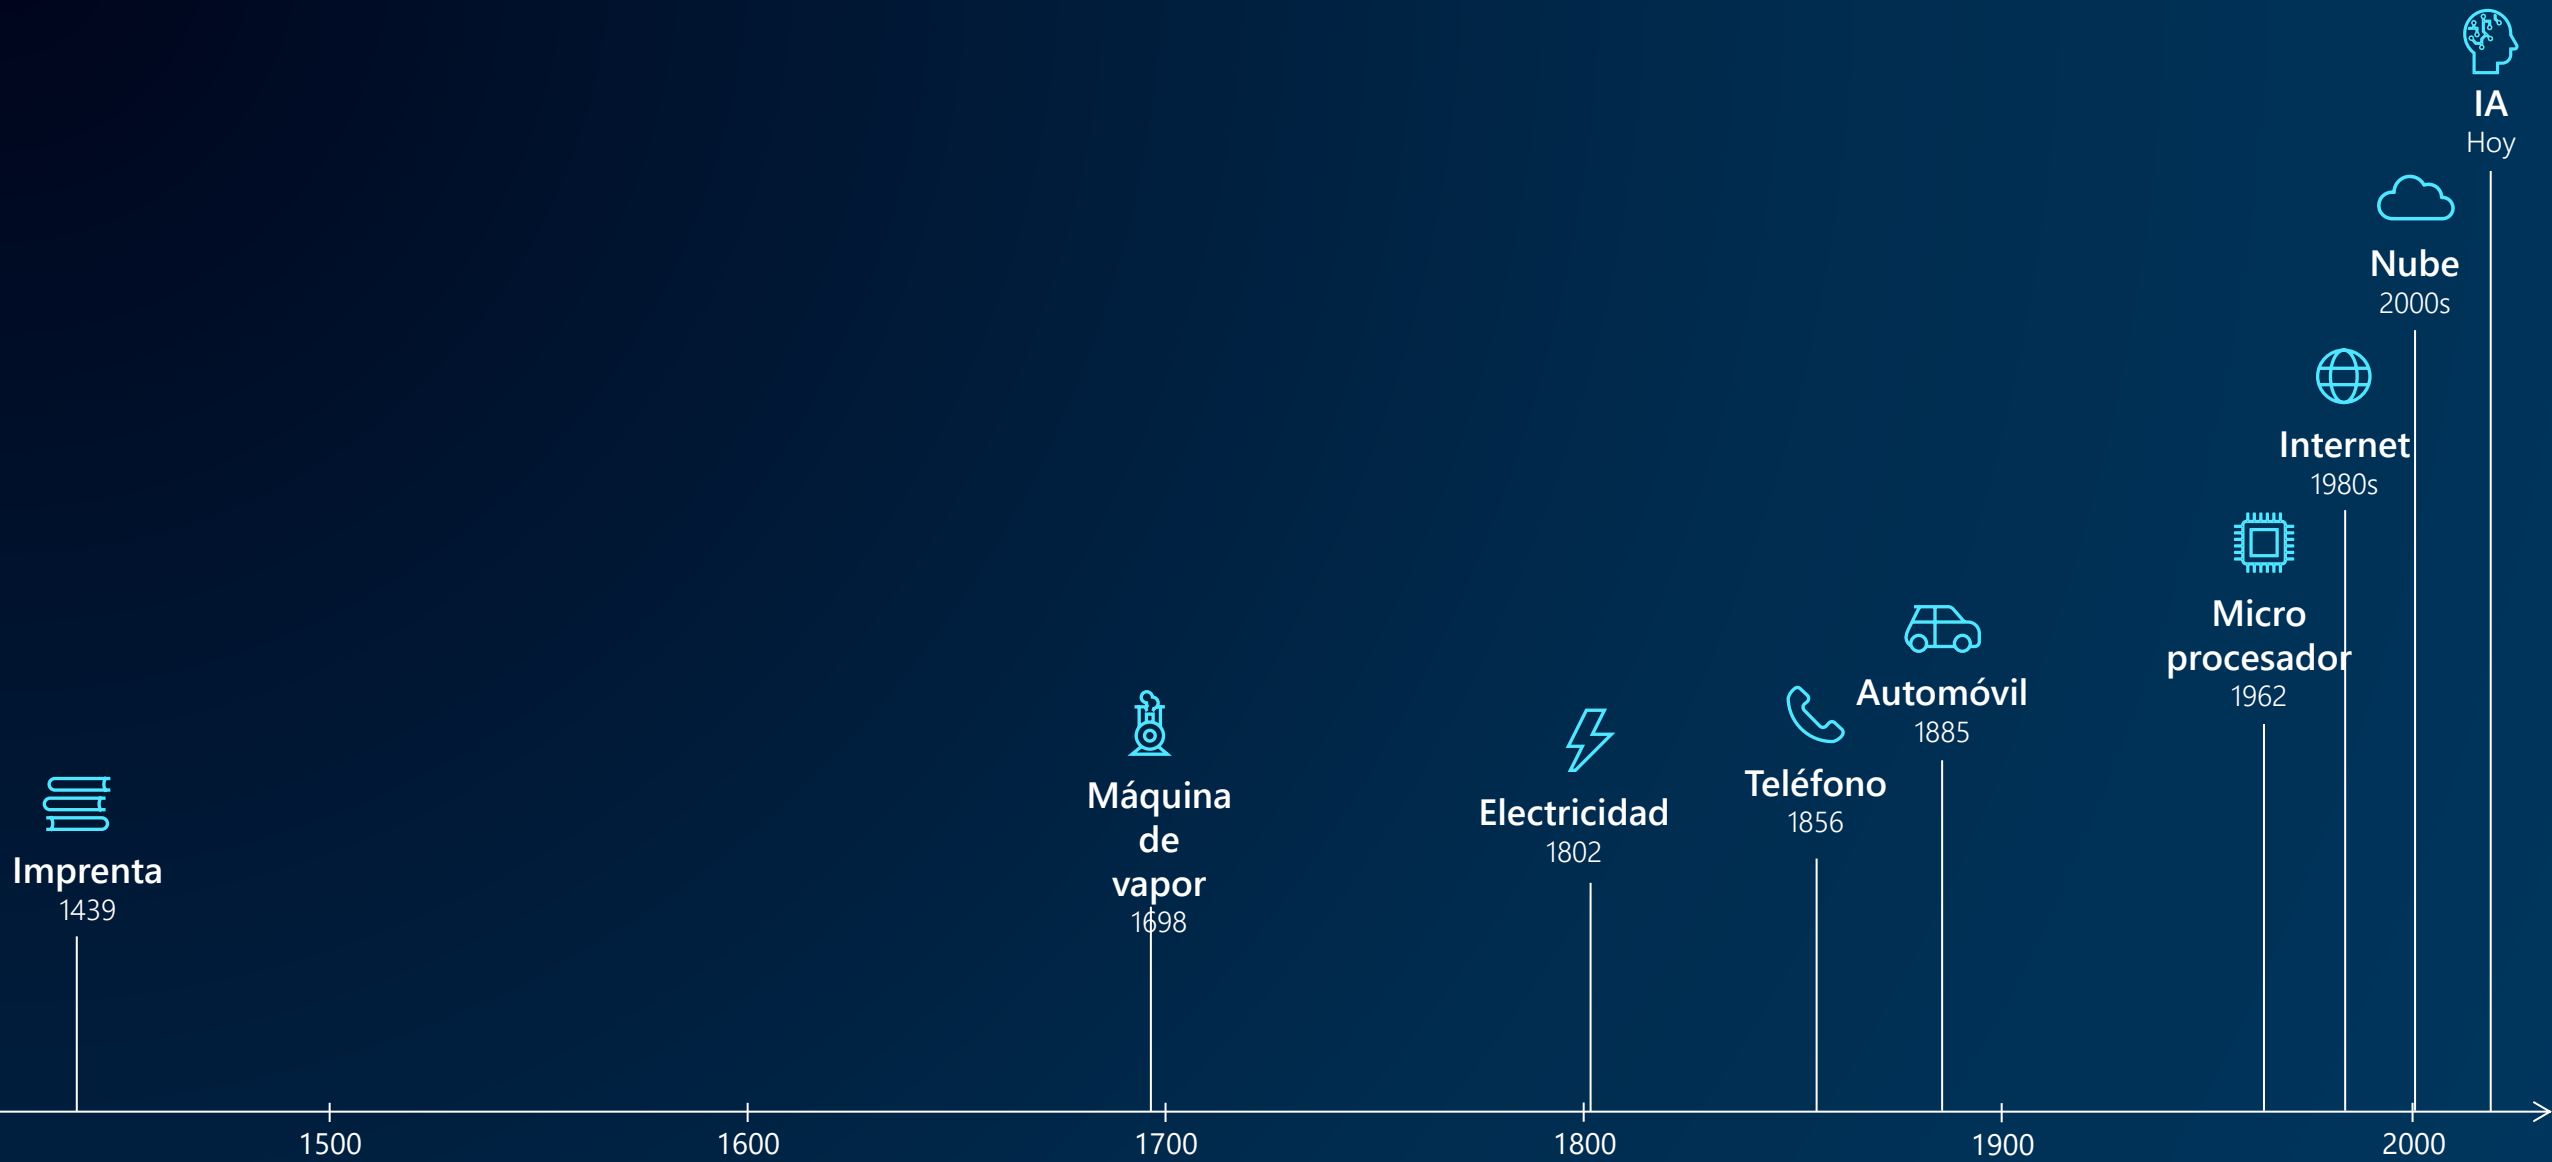 IA
Hoy
Nube
2000s
Internet
1980s
Micro
procesador
1962
Automóvil
1885
Teléfono
1856
Electricidad
1802
Máquina
de
vapor
1698
Imprenta
1439
1500
1600
1700
1800
1900
2000